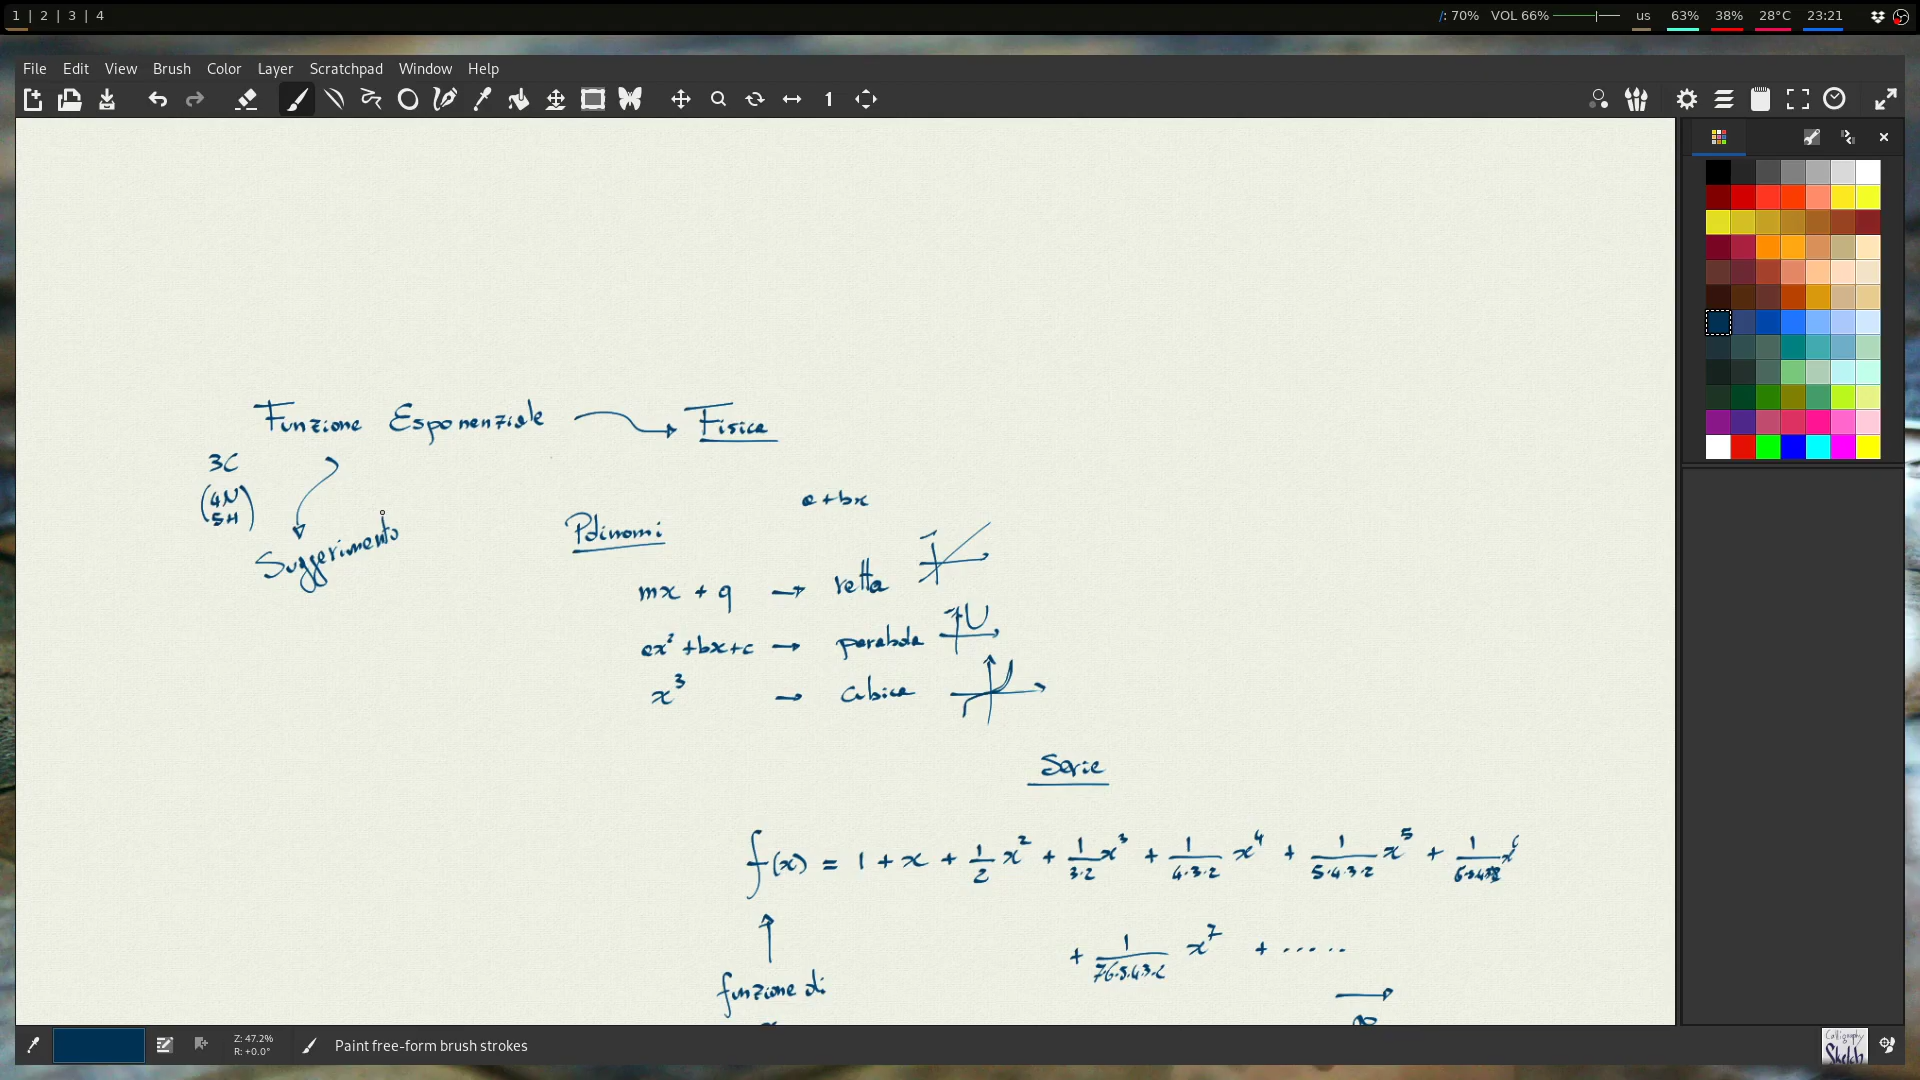 1 | 2 | 3 | 4
/: 70% VOL 66% us 63% 38% 28°C 23:21
File Edit View Brush Color Layer Scratchpad Window Help
1
Funzione Esponenziale Fisica
3C
(4N
5H)
Suggerimento
a+bx
Polinomi
mx + q → retta
ax² +bx+c → parabola
x³ → cubica
Serie
f(x) = 1 + x + 1/2 x² + 1/3·2 x³ + 1/4·3·2 x⁴ + 1/5·4·3·2 x⁵ + 1/6·5·4·3·2 x⁶
+ 1/7·6·5·4·3·2 x⁷ + .....
funzione di
x
∞
Z: 47.2%
R: +0.0°
Paint free-form brush strokes
Calligraphy
Sketch